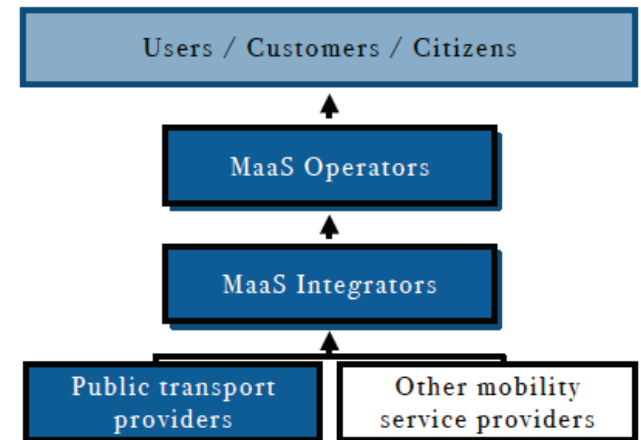 Users / Customers / Citizens
MaaS Operators
MaaS Integrators
Public transport
providers
Other mobility
service providers